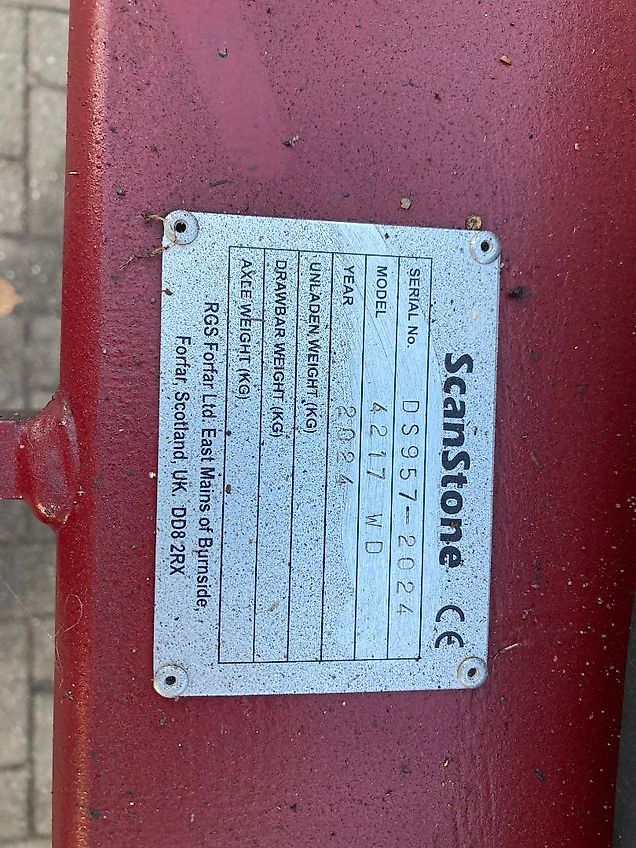 ScanStone CE
SERIAL No. DS957-2024
MODEL 4217 WD
YEAR 2024
UNLADEN WEIGHT (KG)
DRAWBAR WEIGHT (KG)
AXLE WEIGHT (KG)
RGS Forfar Ltd East Mains of Burnside,
Forfar, Scotland, UK. DD8 2RX